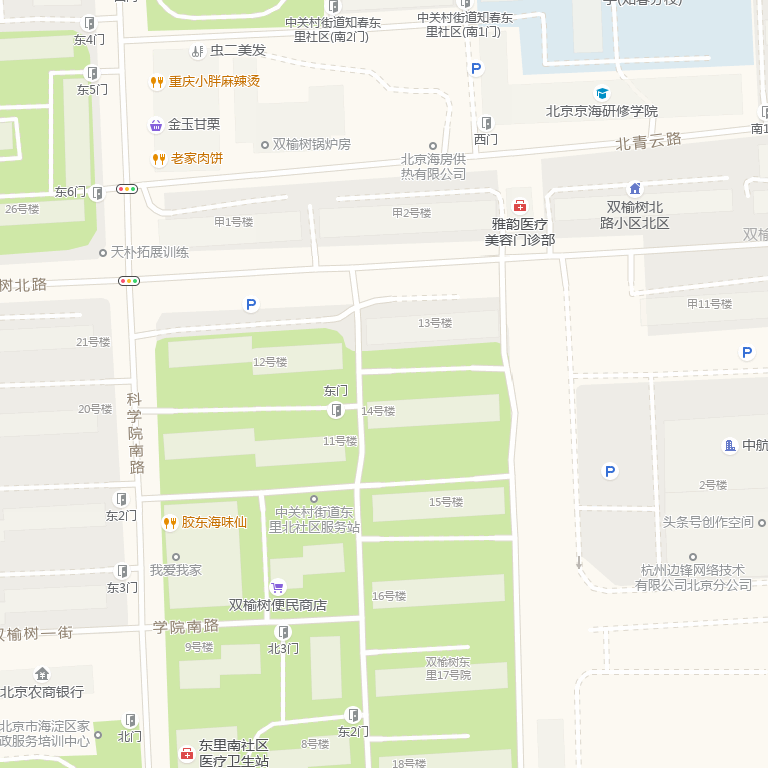 西门
东4门
中关村街道知春东
里社区(南2门)
中关村街道知春东
里社区(南1门)
学(知春分校)
虫二美发
P
东5门
重庆小胖麻辣烫
北京京海研修学院
金玉甘栗
西门
南1
北青云路
双榆树锅炉房
老家肉饼
北京海房供
热有限公司
东6门
26号楼
甲1号楼
甲2号楼
雅韵医疗
美容门诊部
双榆树北
路小区北区
双榆
天朴拓展训练
树北路
P
甲11号楼
13号楼
21号楼
12号楼
P
东门
科学院南路
20号楼
14号楼
11号楼
中航
P
2号楼
东2门
15号楼
中关村街道东
里北社区服务站
胶东海味仙
头条号创作空间
我爱我家
杭州边锋网络技术
有限公司北京分公司
东3门
双榆树便民商店
16号楼
双榆树一街
学院南路
9号楼
北3门
双榆树东
里17号院
北京农商银行
北京市海淀区家
政服务培训中心
北门
东2门
东里南社区
医疗卫生站
8号楼
18号楼